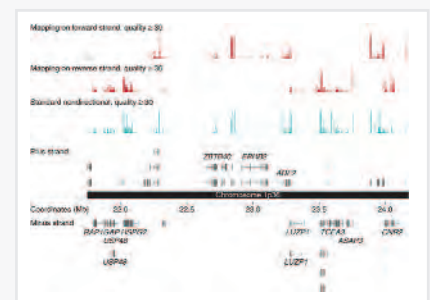 Mapping on forward strand, quality ≥30
Mapping on reverse strand, quality ≥30
Standard nondirectional, quality ≥30
Plus strand
ZBTB40 EPHB2
Chromosome 1p36
Coordinates (Mb) 22.0 22.5 23.0 23.5 24.0
Minus strand
RAP1GAP USP48 LUZP1 TCEA3 CNR2
USP48 LUZP1